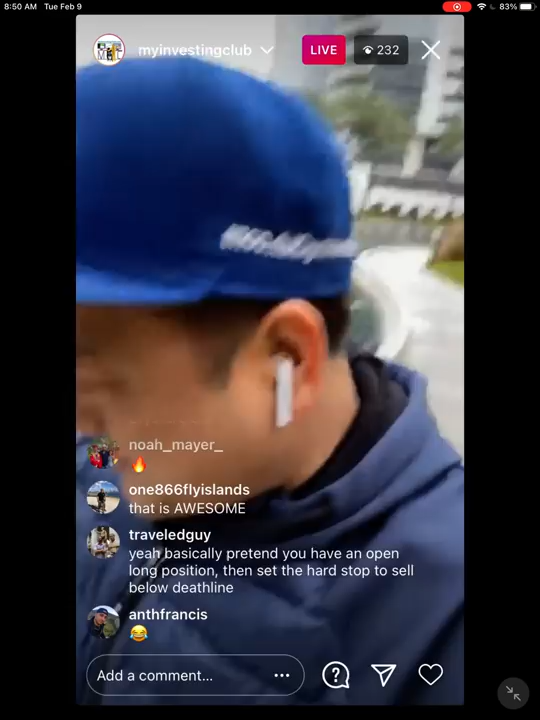 8:50 AM Tue Feb 9
83%
myinvestingclub
LIVE
232
noah_mayer_
🔥
one866flyislands
that is AWESOME
traveledguy
yeah basically pretend you have an open
long position, then set the hard stop to sell
below deathline
anthfrancis
😂
Add a comment...